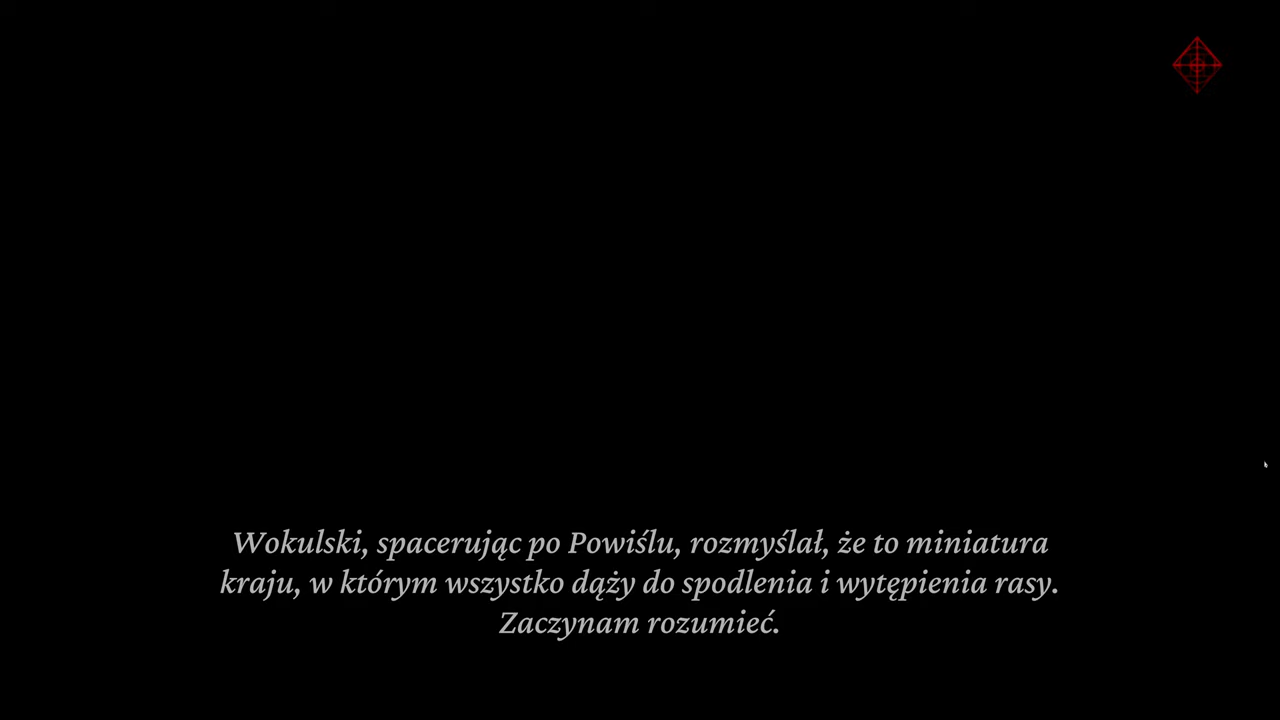 Wokulski, spacerując po Powiślu, rozmyślał, że to miniatura
kraju, w którym wszystko dąży do spodlenia i wytępienia rasy.
Zaczynam rozumieć.